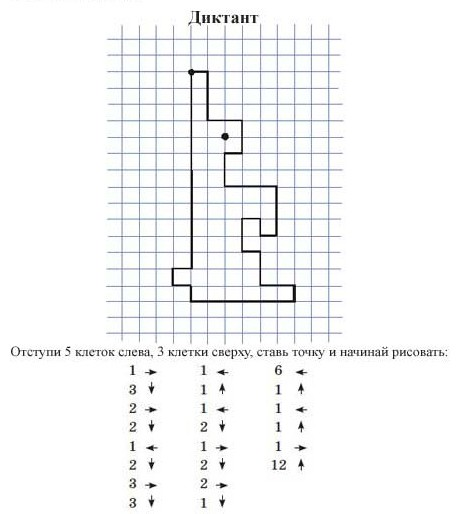 Диктант
Отступи 5 клеток слева, 3 клетки сверху, ставь точку и начинай рисовать:
1 → 1 ← 6 ←
3 ↓ 1 ↑ 1 ↑
2 → 1 ← 1 ←
2 ↓ 2 ↓ 1 ↑
1 ← 1 → 1 →
2 ↓ 2 ↓ 12 ↑
3 → 2 →
3 ↓ 1 ↓